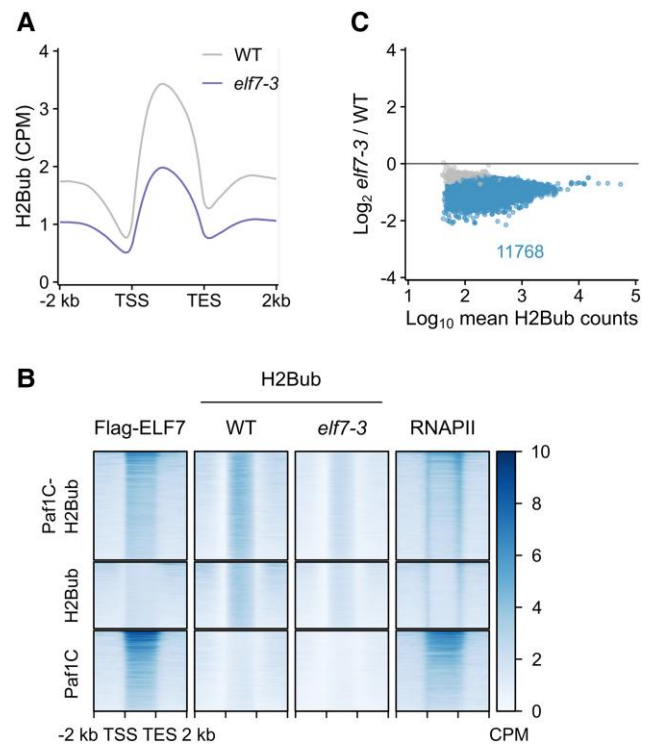 A
4
3
2
1
0
H2Bub (CPM)
WT
elf7-3
-2 kb TSS TES 2kb
C
4
2
0
-2
-4
Log₂ elf7-3 / WT
11768
1 2 3 4 5
Log₁₀ mean H2Bub counts
B
H2Bub
Flag-ELF7 WT elf7-3 RNAPII
Paf1C-
H2Bub
H2Bub
Paf1C
10
8
6
4
2
0
-2 kb TSS TES 2 kb
CPM